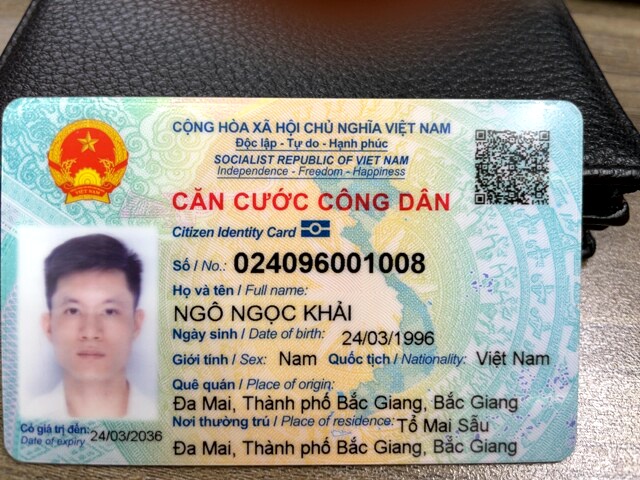 CỘNG HÒA XÃ HỘI CHỦ NGHĨA VIỆT NAM
Độc lập - Tự do - Hạnh phúc
SOCIALIST REPUBLIC OF VIET NAM
Independence - Freedom - Happiness
CĂN CƯỚC CÔNG DÂN
Citizen Identity Card
Số / No.: 024096001008
Họ và tên / Full name:
NGÔ NGỌC KHẢI
Ngày sinh / Date of birth: 24/03/1996
Giới tính / Sex: Nam Quốc tịch / Nationality: Việt Nam
Quê quán / Place of origin:
Đa Mai, Thành phố Bắc Giang, Bắc Giang
Nơi thường trú / Place of residence: Tổ Mai Sẫu
Đa Mai, Thành phố Bắc Giang, Bắc Giang
Có giá trị đến: 24/03/2036
Date of expiry